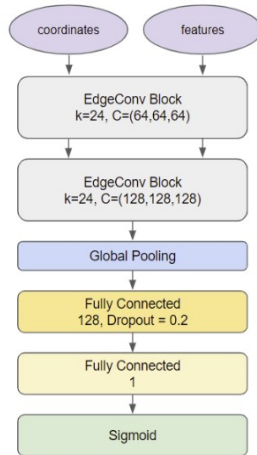 coordinates
features
EdgeConv Block
k=24, C=(64,64,64)
EdgeConv Block
k=24, C=(128,128,128)
Global Pooling
Fully Connected
128, Dropout = 0.2
Fully Connected
1
Sigmoid